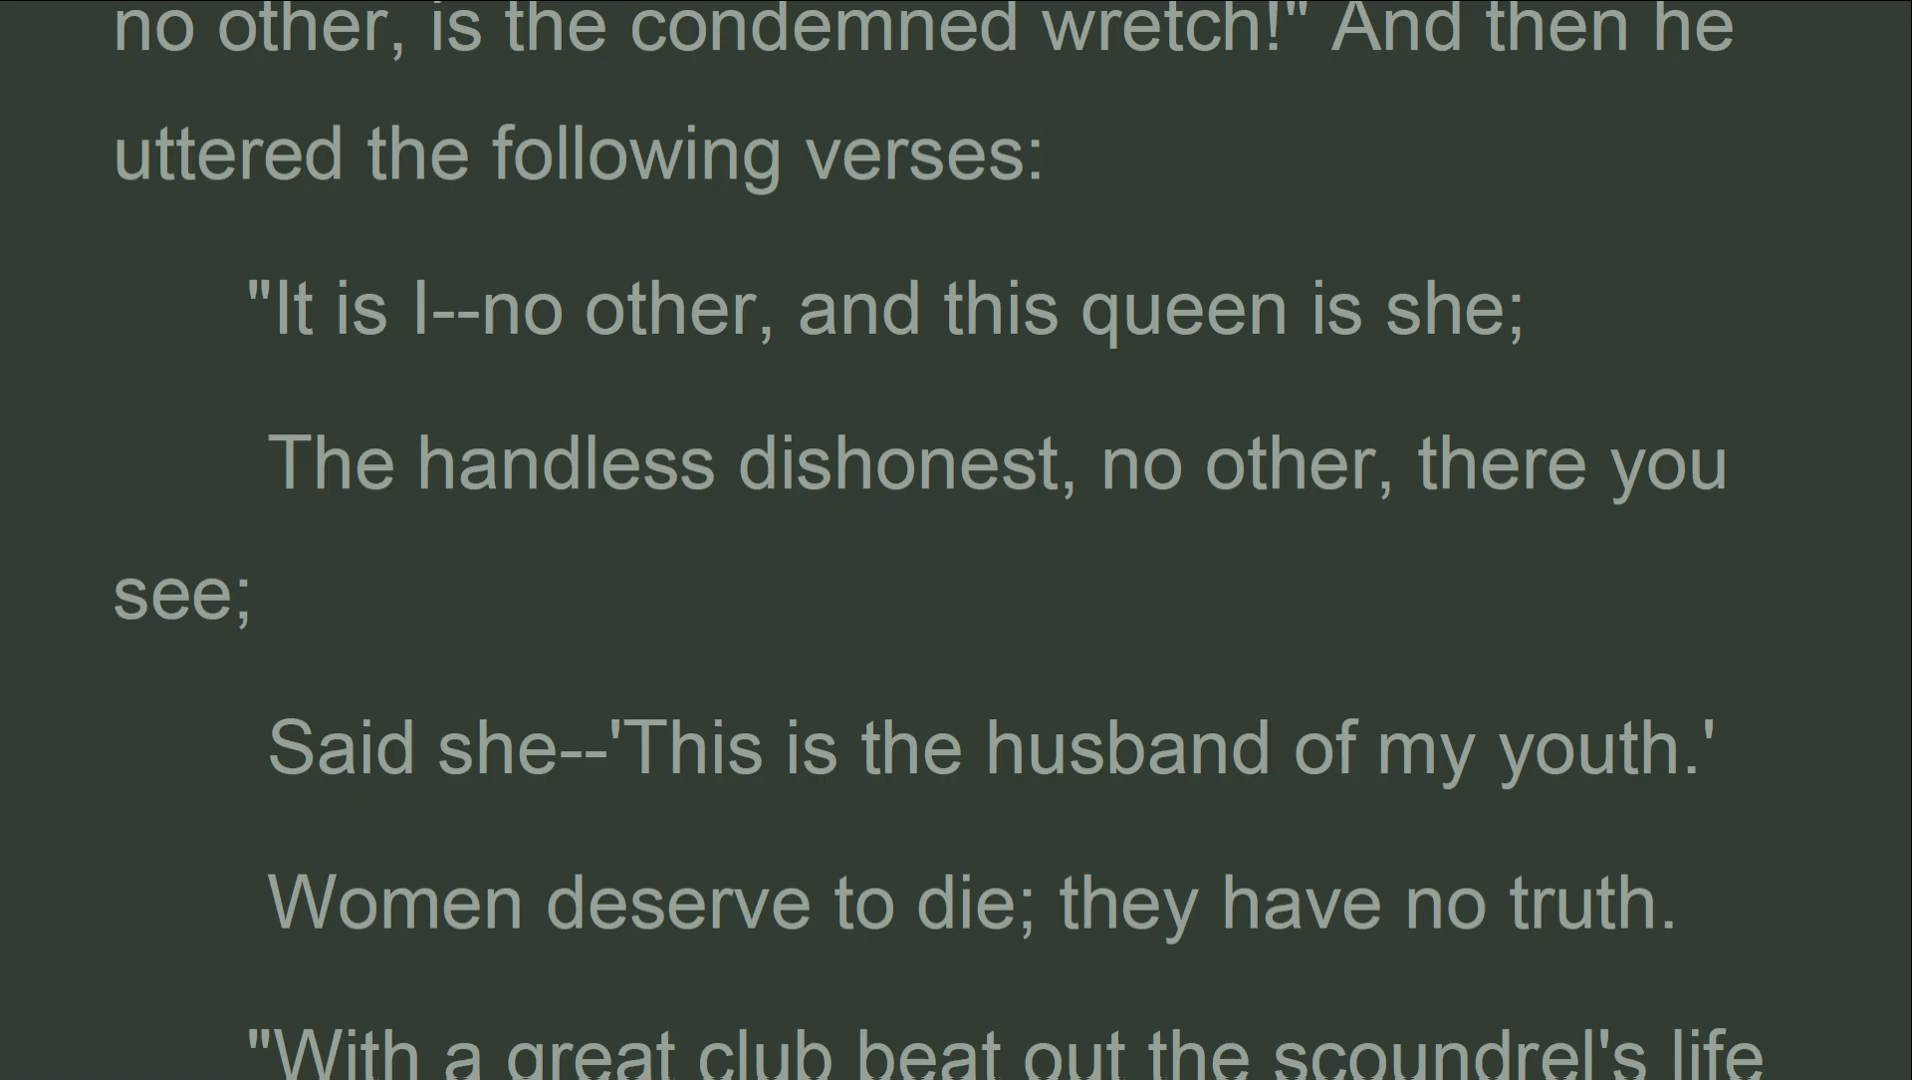 no other, is the condemned wretch!" And then he
uttered the following verses:
"It is I--no other, and this queen is she;
The handless dishonest, no other, there you
see;
Said she--'This is the husband of my youth.'
Women deserve to die; they have no truth.
"With a great club beat out the scoundrel's life